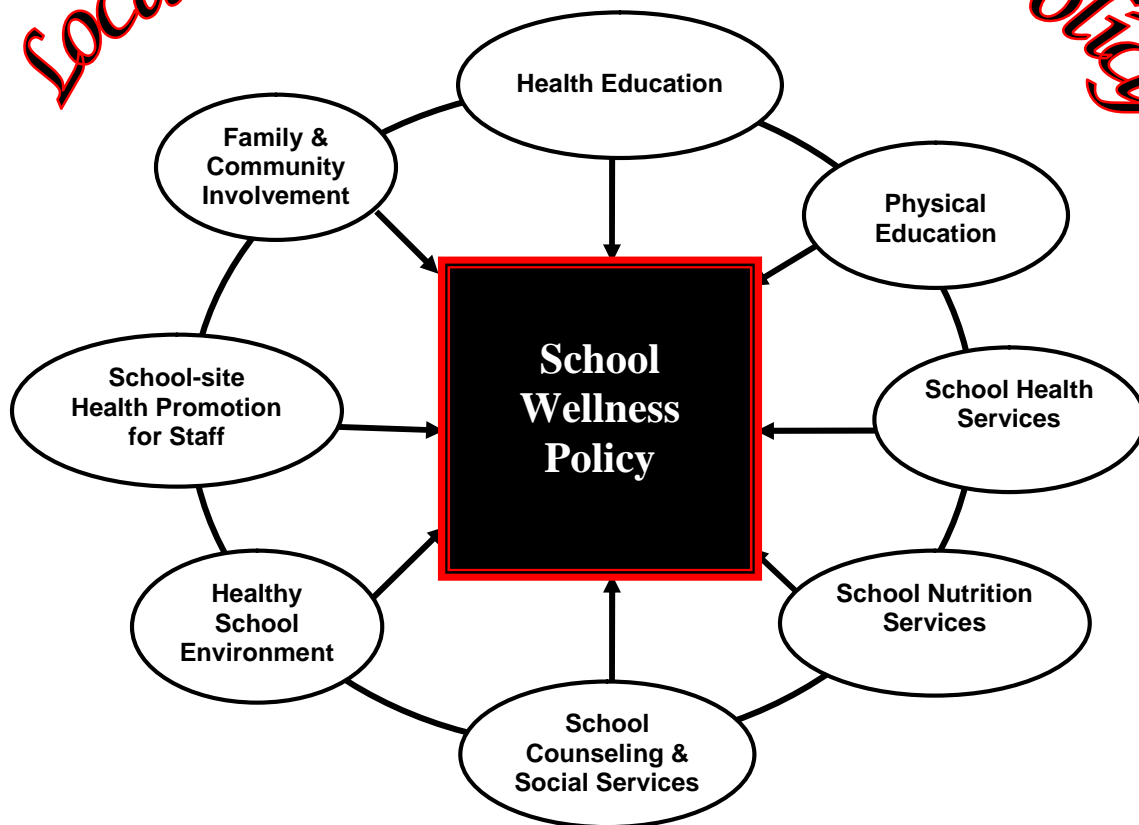 Health Education
Family &
Community
Involvement
Physical
Education
School-site
Health Promotion
for Staff
School
Wellness
Policy
School Health
Services
Healthy
School
Environment
School Nutrition
Services
School
Counseling &
Social Services